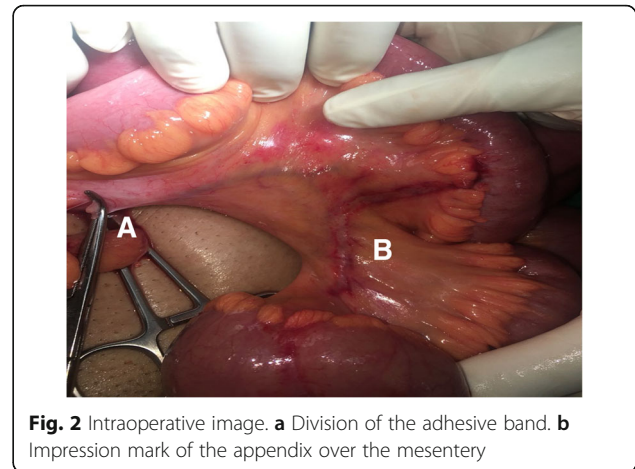 A
B
Fig. 2 Intraoperative image. a Division of the adhesive band. b
Impression mark of the appendix over the mesentery